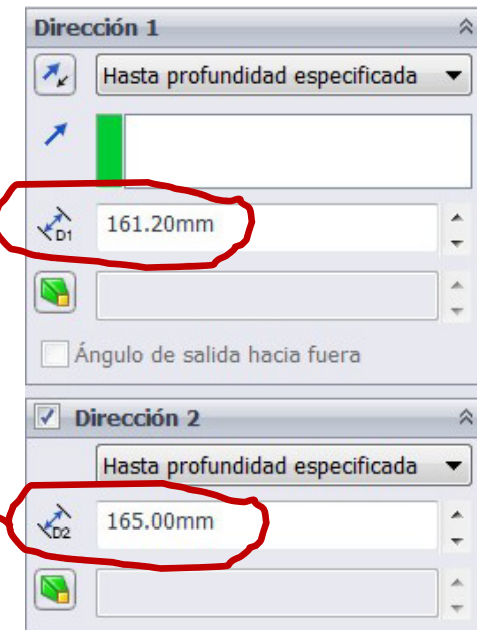 Dirección 1
Hasta profundidad especificada
D1 161.20mm
Ángulo de salida hacia fuera
Dirección 2
Hasta profundidad especificada
D2 165.00mm